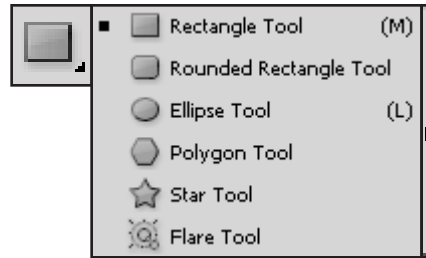 Rectangle Tool (M)
Rounded Rectangle Tool
Ellipse Tool (L)
Polygon Tool
Star Tool
Flare Tool